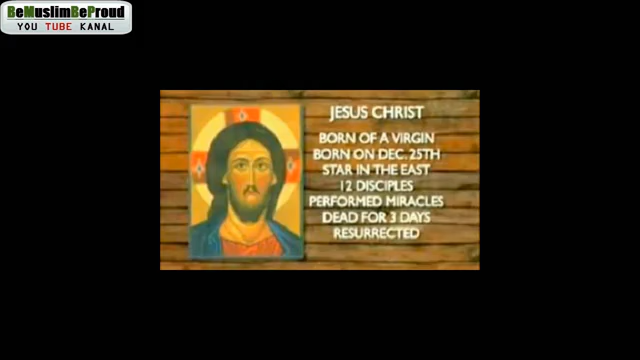 BeMuslimBeProud
YOU TUBE KANAL
JESUS CHRIST
BORN OF A VIRGIN
BORN ON DEC. 25TH
STAR IN THE EAST
12 DISCIPLES
PERFORMED MIRACLES
DEAD FOR 3 DAYS
RESURRECTED